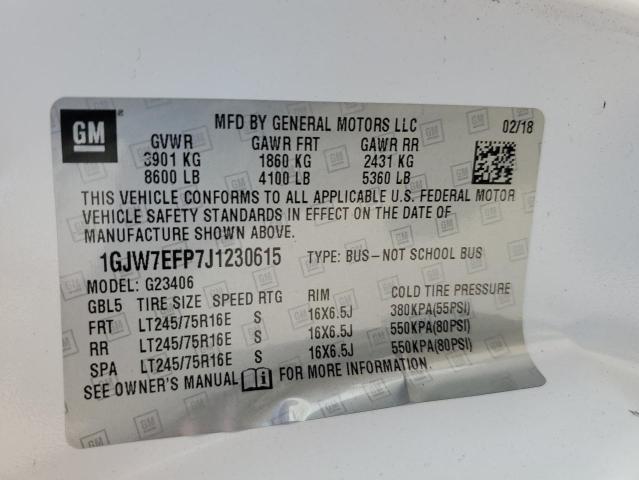 GM
MFD BY GENERAL MOTORS LLC 02/18
GVWR GAWR FRT GAWR RR
3901 KG 1860 KG 2431 KG
8600 LB 4100 LB 5360 LB
THIS VEHICLE CONFORMS TO ALL APPLICABLE U.S. FEDERAL MOTOR
VEHICLE SAFETY STANDARDS IN EFFECT ON THE DATE OF
MANUFACTURE SHOWN ABOVE.
1GJW7EFP7J1230615 TYPE: BUS-NOT SCHOOL BUS
MODEL: G23406
GBL5 TIRE SIZE SPEED RTG RIM COLD TIRE PRESSURE
FRT LT245/75R16E S 16X6.5J 380KPA(55PSI)
RR LT245/75R16E S 16X6.5J 550KPA(80PSI)
SPA LT245/75R16E S 16X6.5J 550KPA(80PSI)
SEE OWNER'S MANUAL FOR MORE INFORMATION.